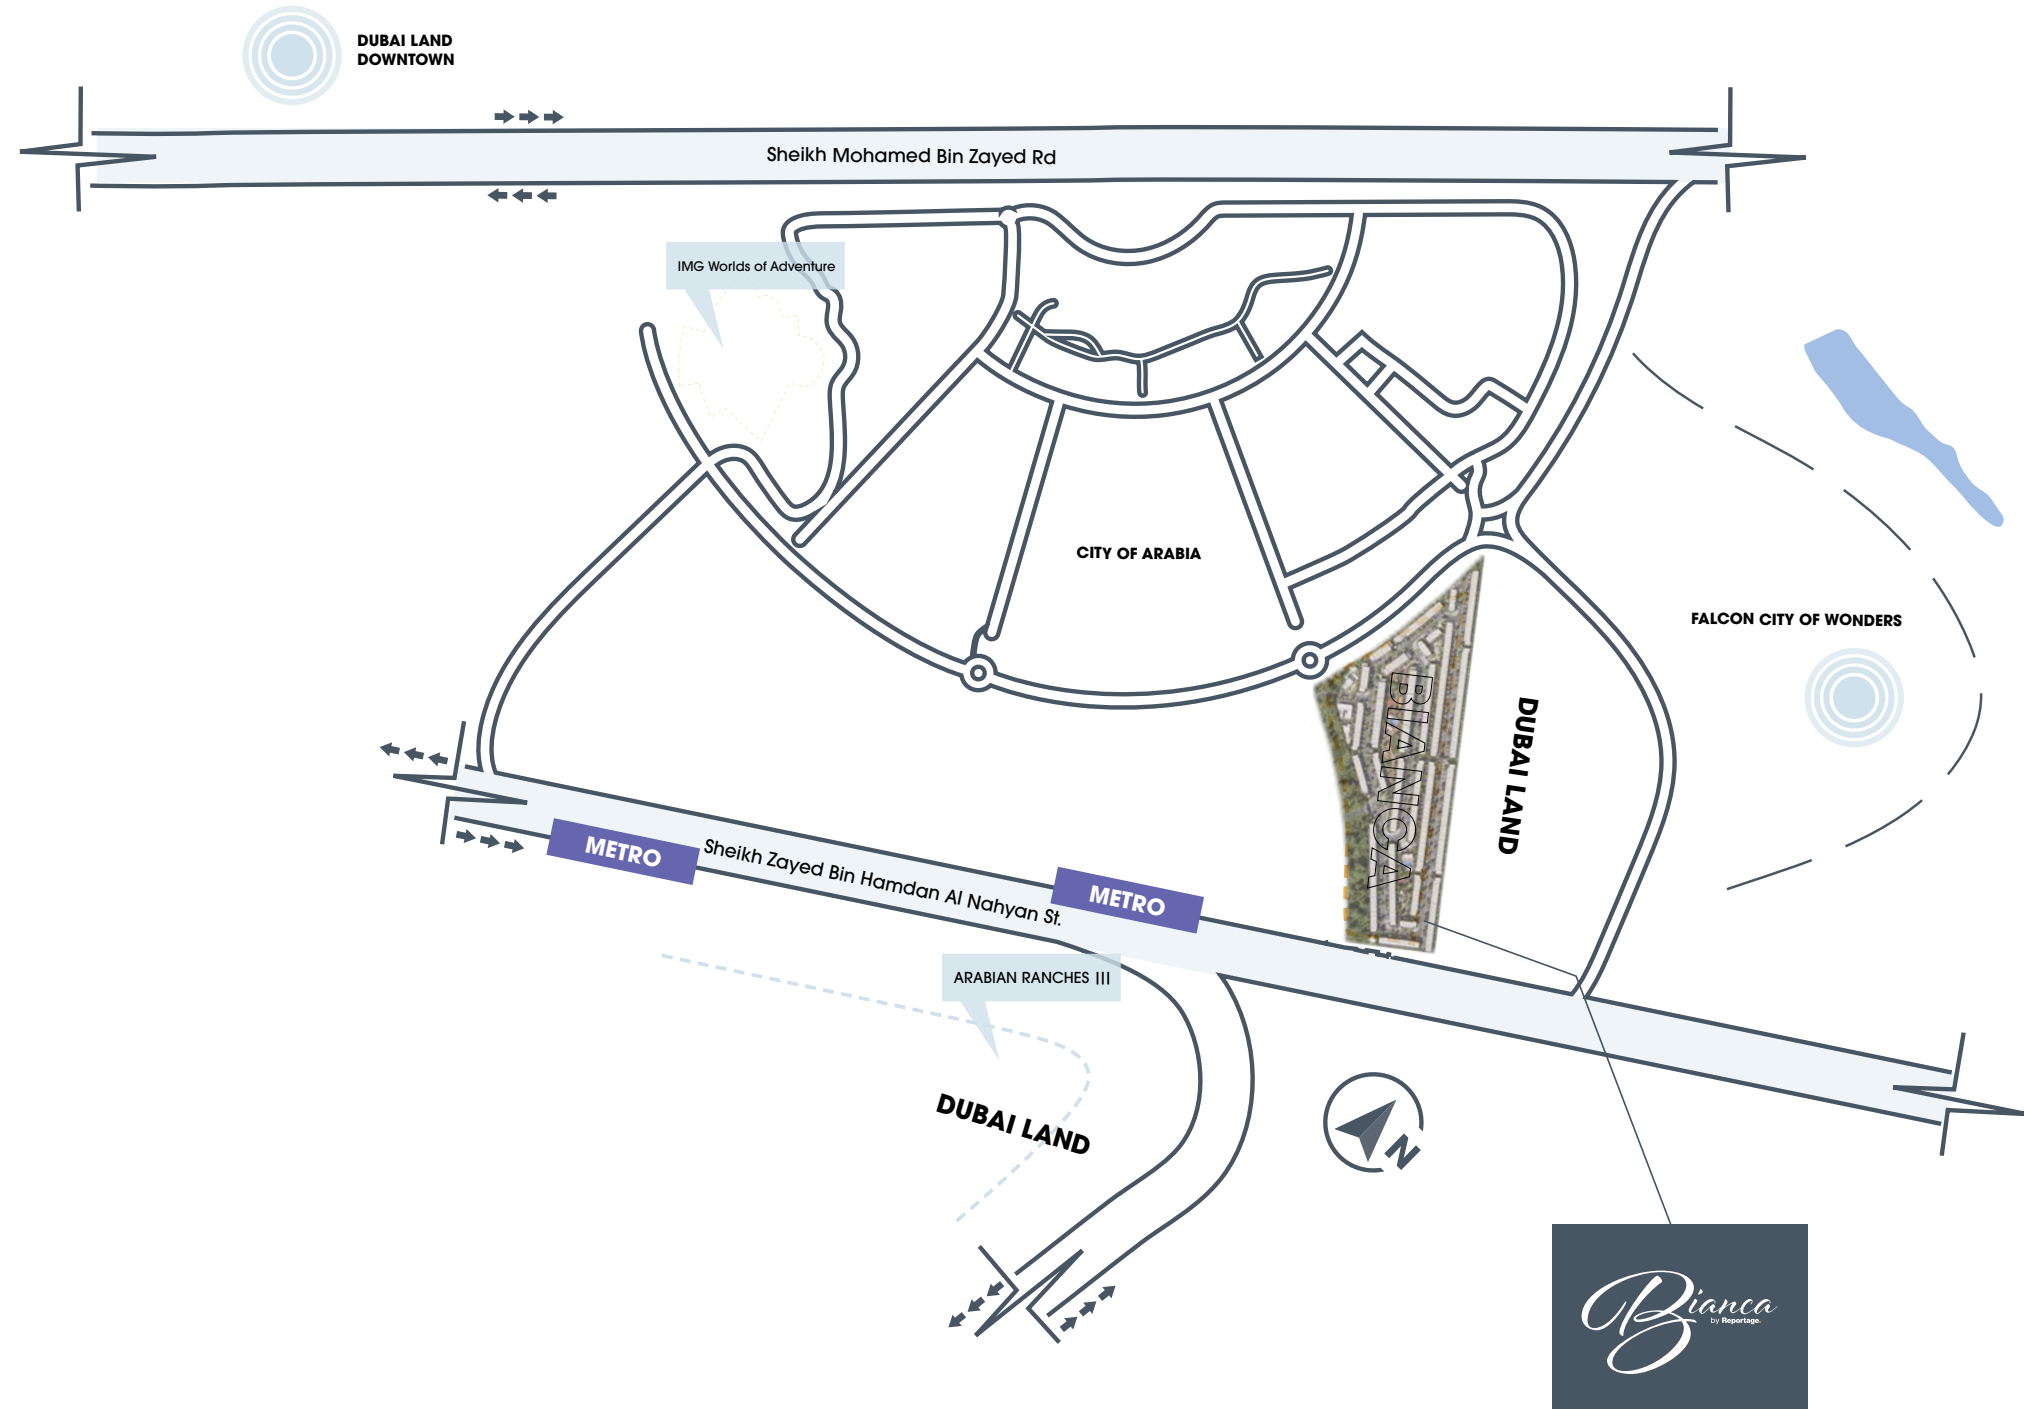 DUBAI LAND
DOWNTOWN
Sheikh Mohamed Bin Zayed Rd
IMG Worlds of Adventure
CITY OF ARABIA
FALCON CITY OF WONDERS
BIANCA
DUBAI LAND
METRO
Sheikh Zayed Bin Hamdan Al Nahyan St.
METRO
ARABIAN RANCHES III
DUBAI LAND
N
Bianca
by Reportage.